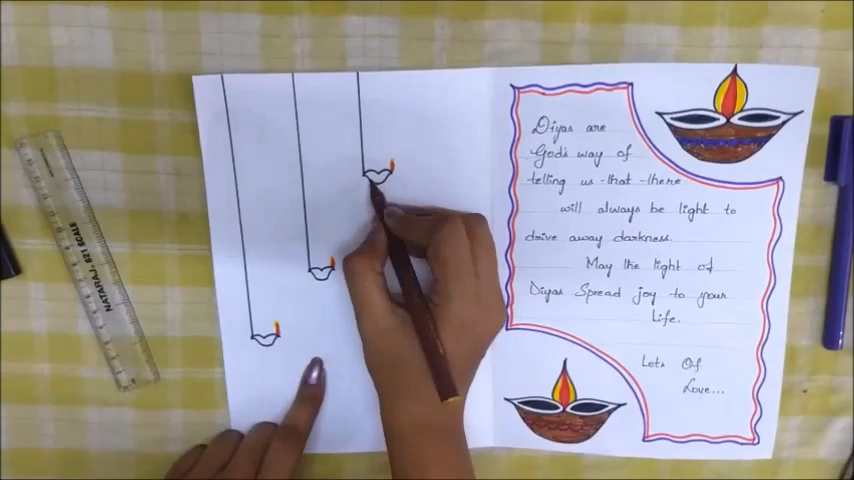 NATARAJ 621 SCALE
Diyas are
God's way of
telling us that there
will always be light to
drive away darkness.
May the light of
Diyas Spread joy to your
Life.
Lots Of
Love...